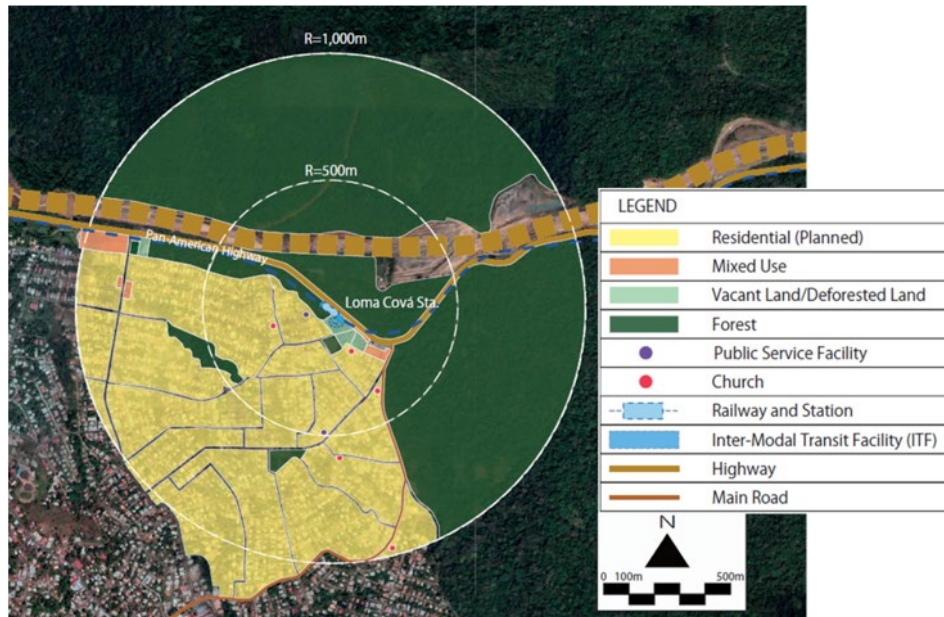 R=1,000m
R=500m
Pan-American Highway
Loma Cová Sta.
LEGEND
Residential (Planned)
Mixed Use
Vacant Land/Deforested Land
Forest
Public Service Facility
Church
Railway and Station
Inter-Modal Transit Facility (ITF)
Highway
Main Road
N
0 100m 500m